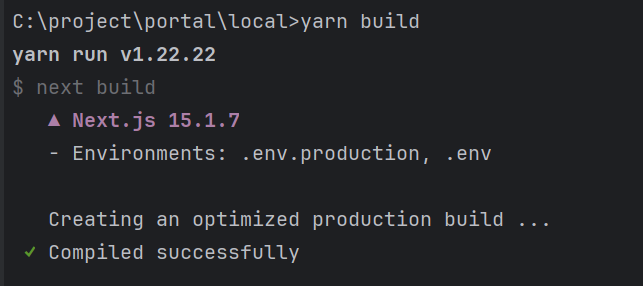 C:\project\portal\local>yarn build
yarn run v1.22.22
$ next build
▲ Next.js 15.1.7
- Environments: .env.production, .env
Creating an optimized production build ...
✓ Compiled successfully